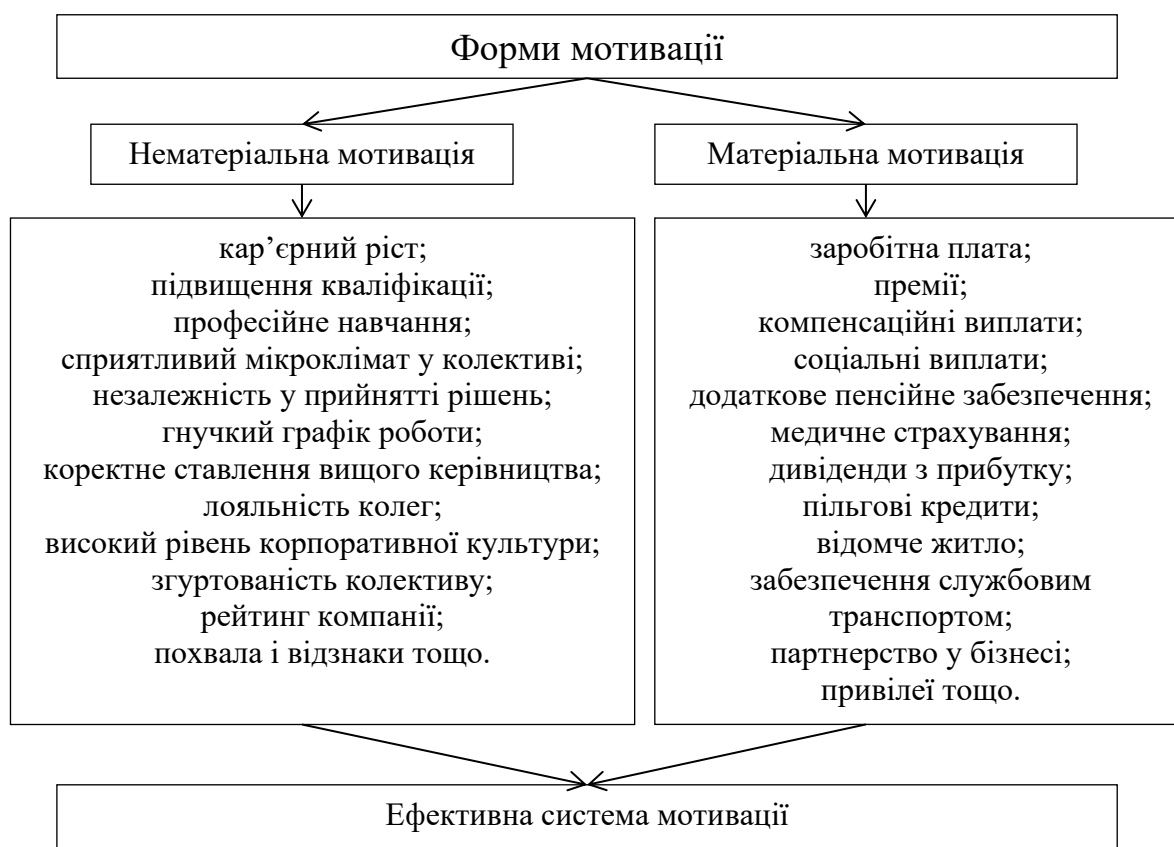 Форми мотивації
Нематеріальна мотивація
Матеріальна мотивація
кар’єрний ріст;
підвищення кваліфікації;
професійне навчання;
сприятливий мікроклімат у колективі;
незалежність у прийнятті рішень;
гнучкий графік роботи;
коректне ставлення вищого керівництва;
лояльність колег;
високий рівень корпоративної культури;
згуртованість колективу;
рейтинг компанії;
похвала і відзнаки тощо.
заробітна плата;
премії;
компенсаційні виплати;
соціальні виплати;
додаткове пенсійне забезпечення;
медичне страхування;
дивіденди з прибутку;
пільгові кредити;
відомче житло;
забезпечення службовим
транспортом;
партнерство у бізнесі;
привілеї тощо.
Ефективна система мотивації